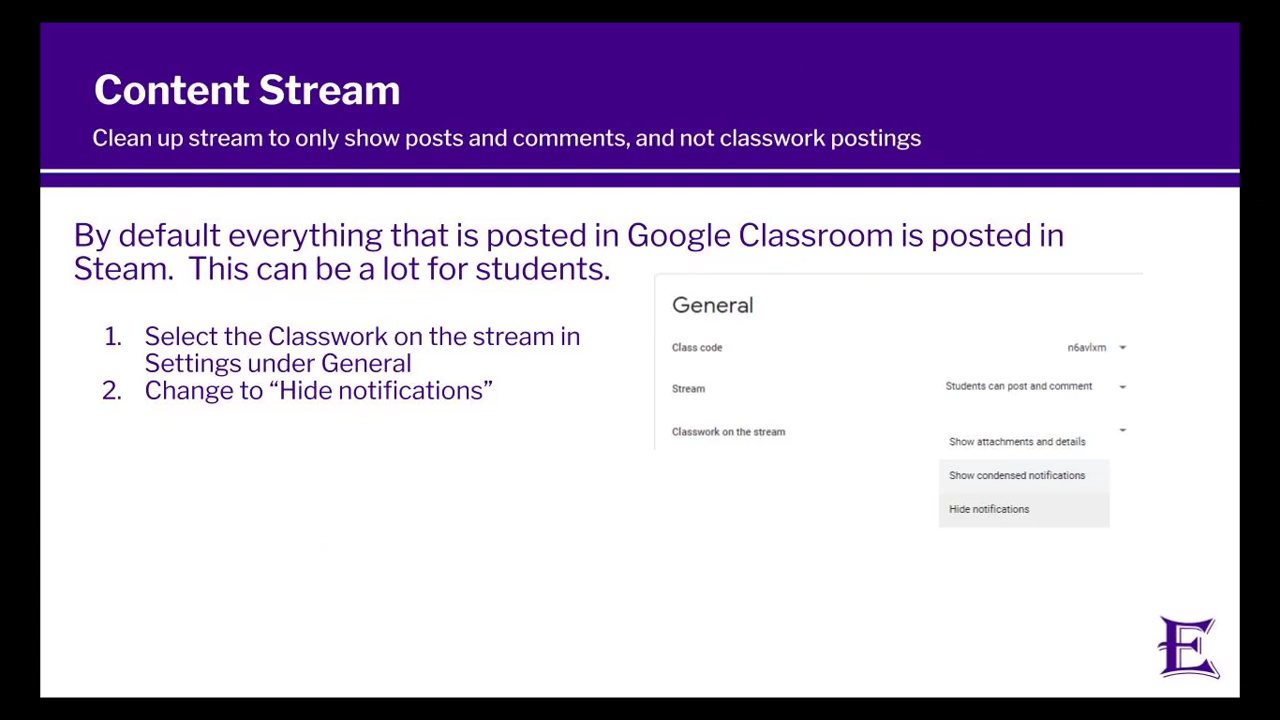 Content Stream
Clean up stream to only show posts and comments, and not classwork postings
By default everything that is posted in Google Classroom is posted in
Steam.  This can be a lot for students.
1. Select the Classwork on the stream in
Settings under General
2. Change to “Hide notifications”
General
Class code n6avlxm
Stream Students can post and comment
Classwork on the stream
Show attachments and details
Show condensed notifications
Hide notifications
E